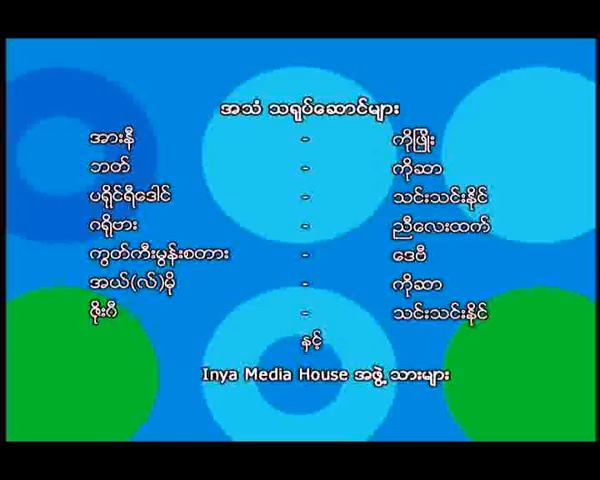 အသံ သရုပ်ဆောင်များ
အားနီ - ကိုဖြိုး
ဘတ် - ကိုဆာ
ပရိုင်ရီဒေါင် - သင်းသင်းနိုင်
ဂရိုဗား - ညီလေးထက်
ကွတ်ကီးမွန်းစတား - ဒေဗီ
အယ်(လ်)မို - ကိုဆာ
ဇိုးဂီ - သင်းသင်းနိုင်
နှင့်
Inya Media House အဖွဲ့ သားများ